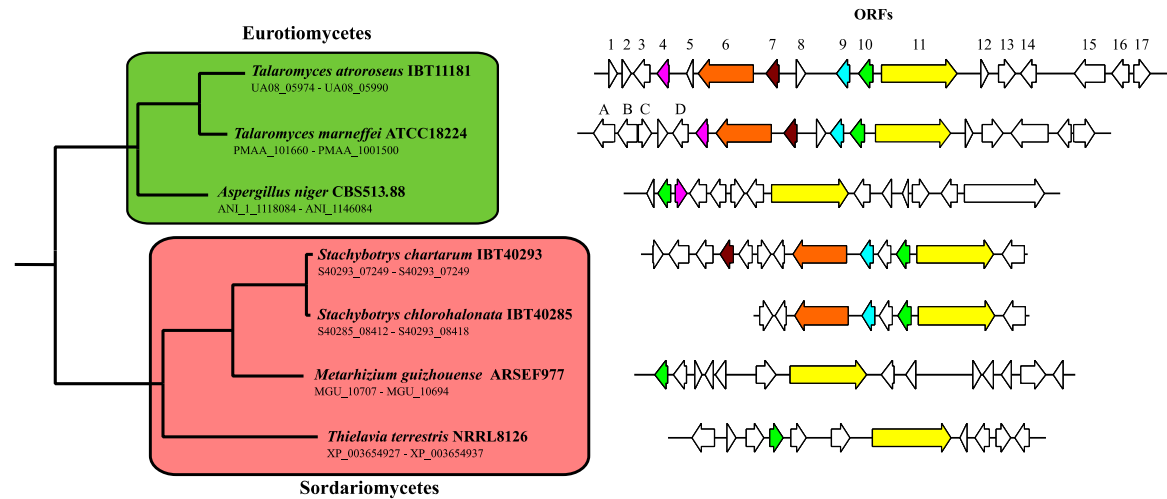 ORFs
Eurotiomycetes
1 2 3 4 5 6 7 8 9 10 11 12 13 14 15 16 17
Talaromyces atroroseus IBT11181
UA08_05974 - UA08_05990
A B C D
Talaromyces marneffei ATCC18224
PMAA_101660 - PMAA_1001500
Aspergillus niger CBS513.88
ANI_1_1118084 - ANI_1146084
Stachybotrys chartarum IBT40293
S40293_07249 - S40293_07249
Stachybotrys chlorohalonata IBT40285
S40285_08412 - S40293_08418
Metarhizium guizhouense ARSEF977
MGU_10707 - MGU_10694
Thielavia terrestris NRRL8126
XP_003654927 - XP_003654937
Sordariomycetes